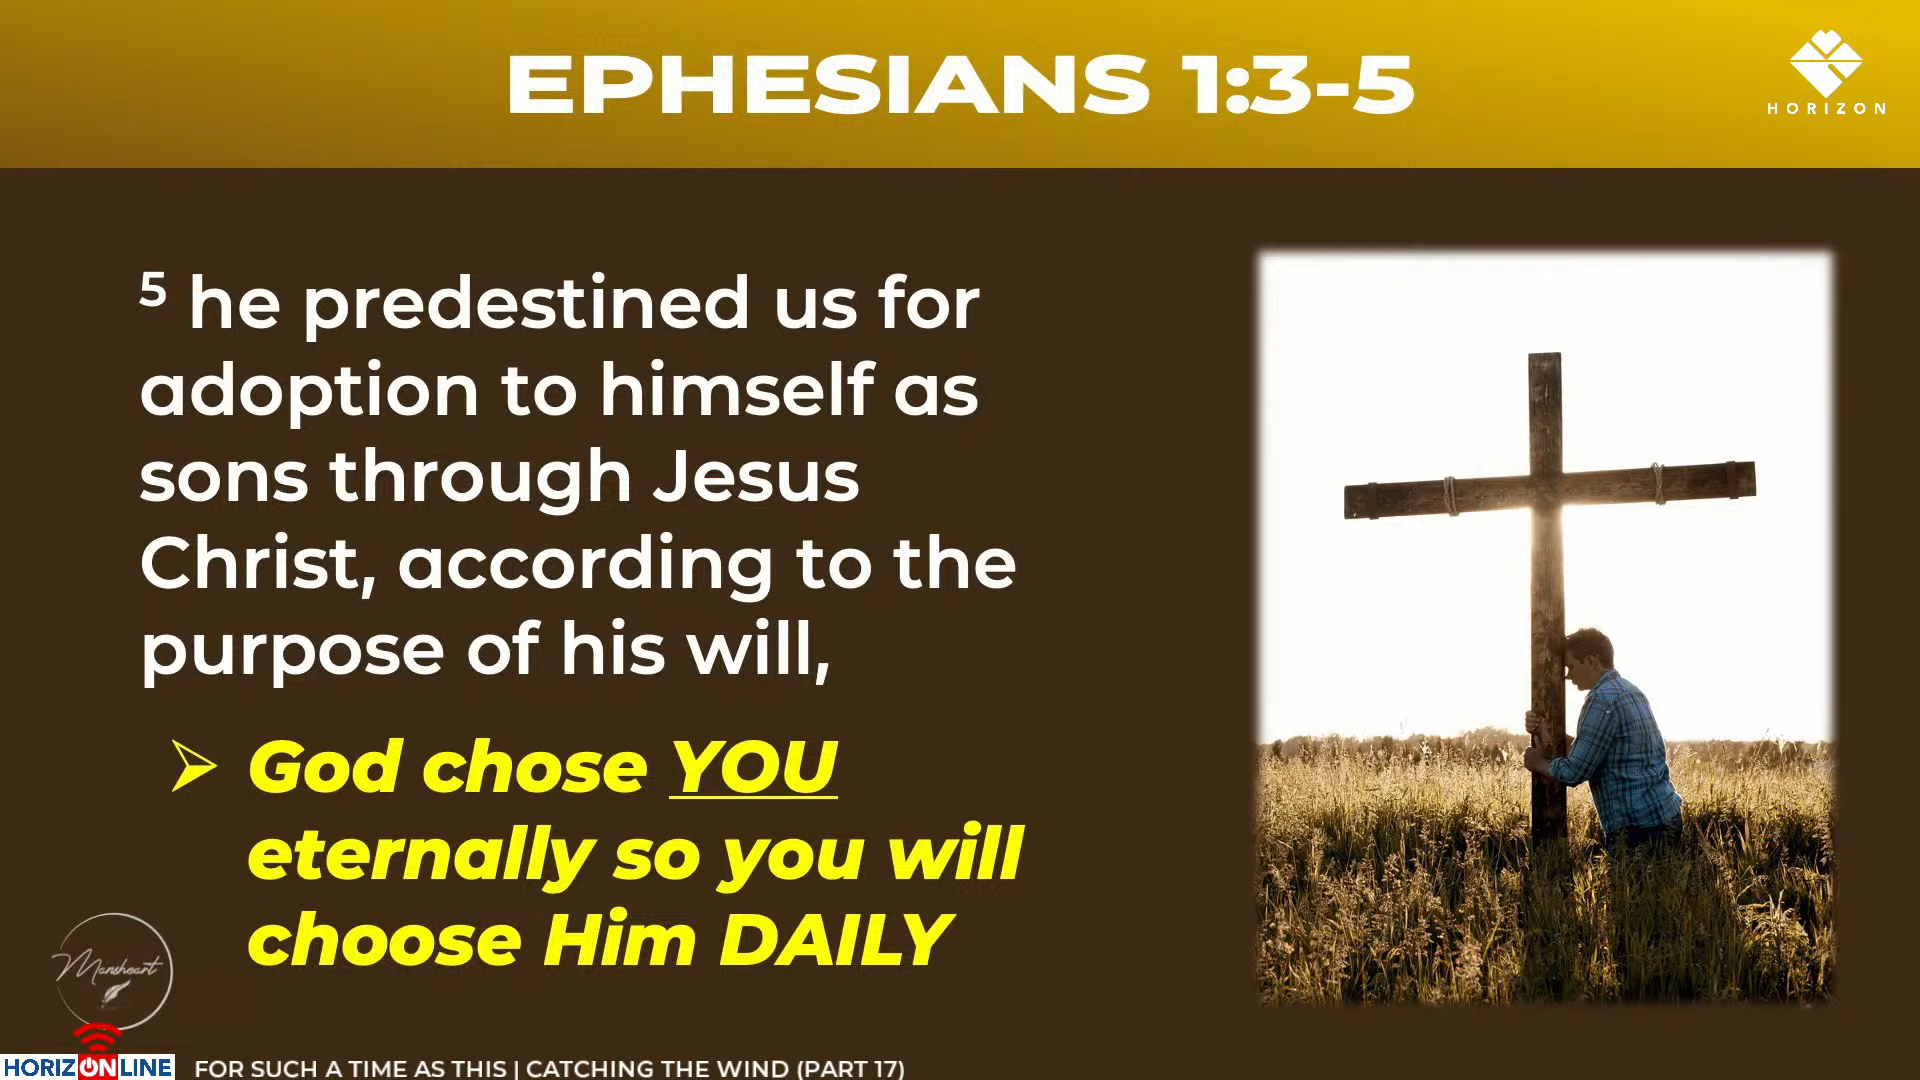 EPHESIANS 1:3-5
HORIZON
5 he predestined us for
adoption to himself as
sons through Jesus
Christ, according to the
purpose of his will,
➢ God chose YOU
eternally so you will
choose Him DAILY
Mansheart
HORIZONLINE
FOR SUCH A TIME AS THIS | CATCHING THE WIND (PART 17)